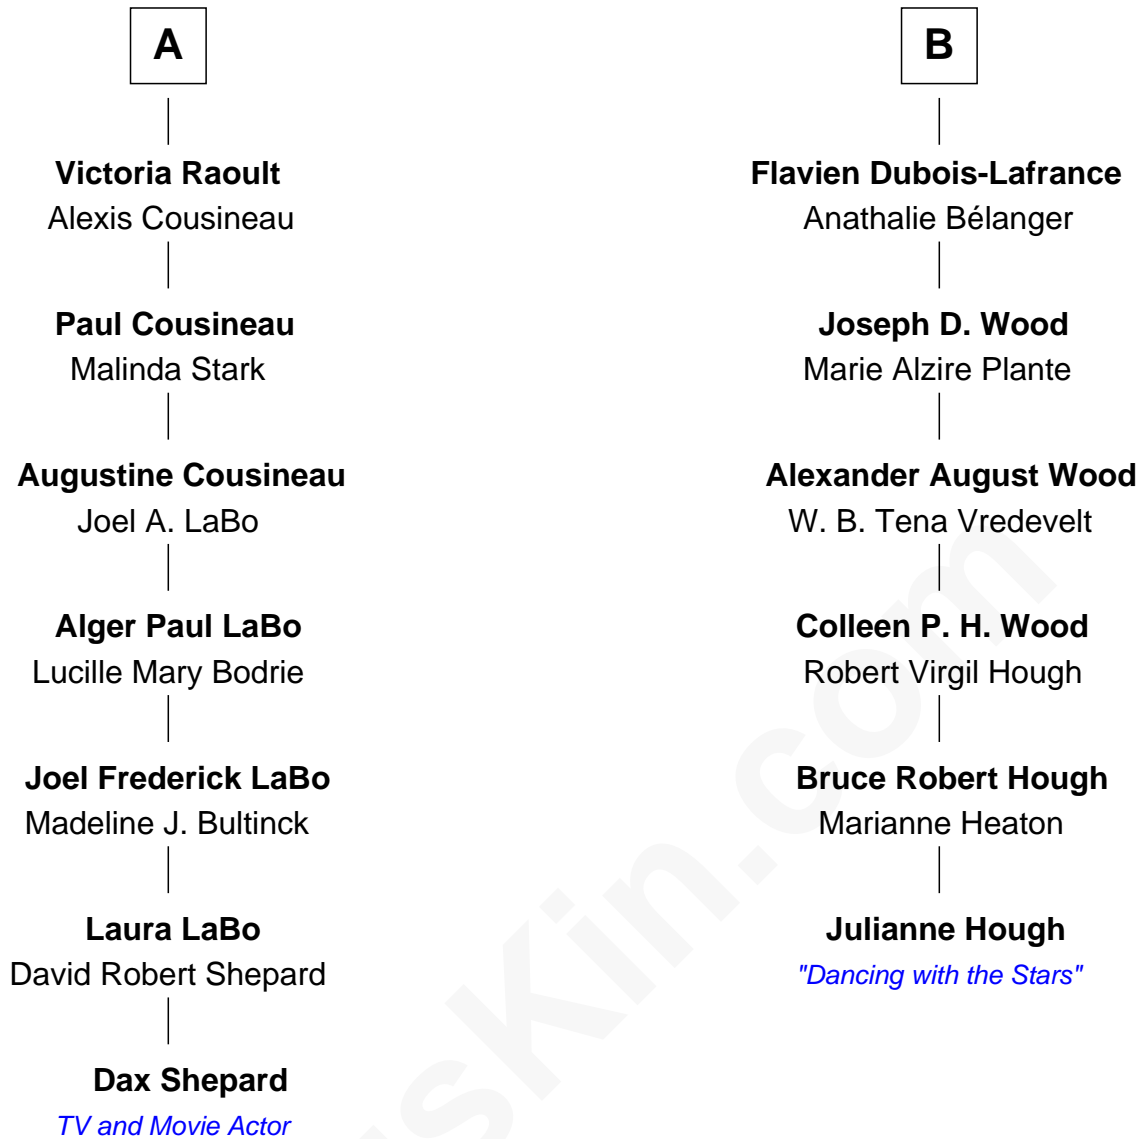 A
Victoria Raoult
Alexis Cousineau
Paul Cousineau
Malinda Stark
Augustine Cousineau
Joel A. LaBo
Alger Paul LaBo
Lucille Mary Bodrie
Joel Frederick LaBo
Madeline J. Bultinck
Laura LaBo
David Robert Shepard
Dax Shepard
TV and Movie Actor
B
Flavien Dubois-Lafrance
Anathalie Bélanger
Joseph D. Wood
Marie Alzire Plante
Alexander August Wood
W. B. Tena Vredevelt
Colleen P. H. Wood
Robert Virgil Hough
Bruce Robert Hough
Marianne Heaton
Julianne Hough
"Dancing with the Stars"